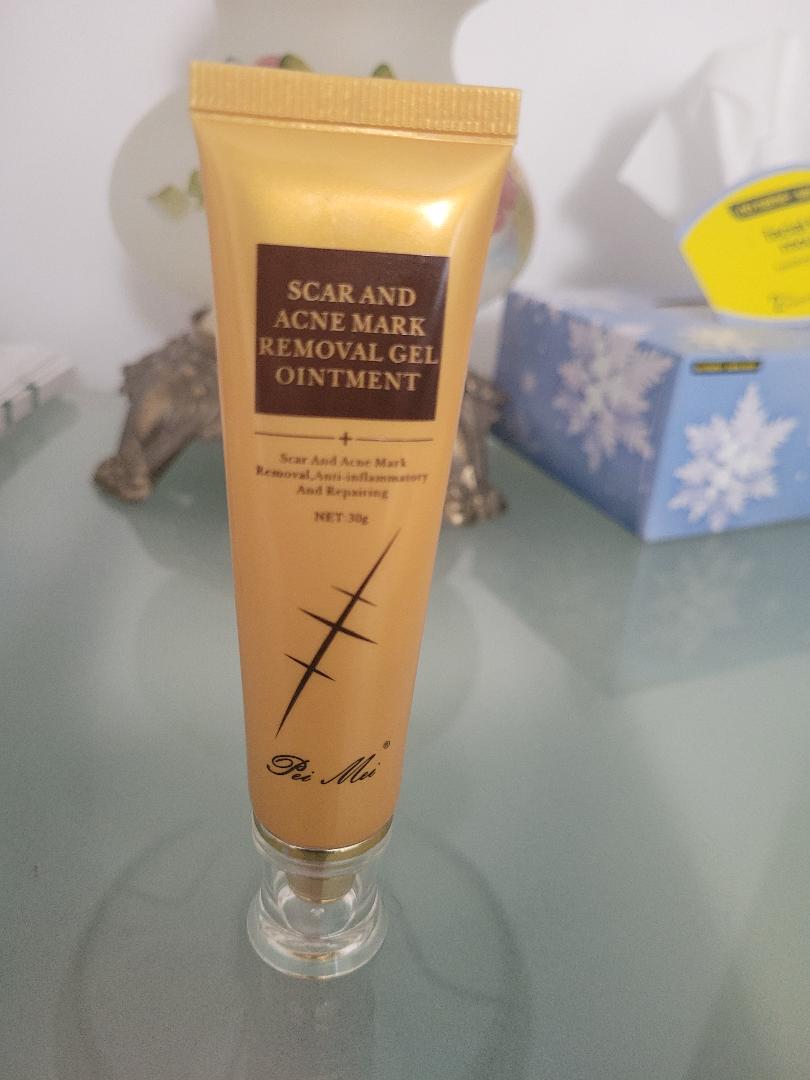 SCAR AND
ACNE MARK
REMOVAL GEL
OINTMENT
Scar And Acne Mark
Removal,Anti-inflammatory
And Repairing
NET:30g
Pei Mei ®
facial